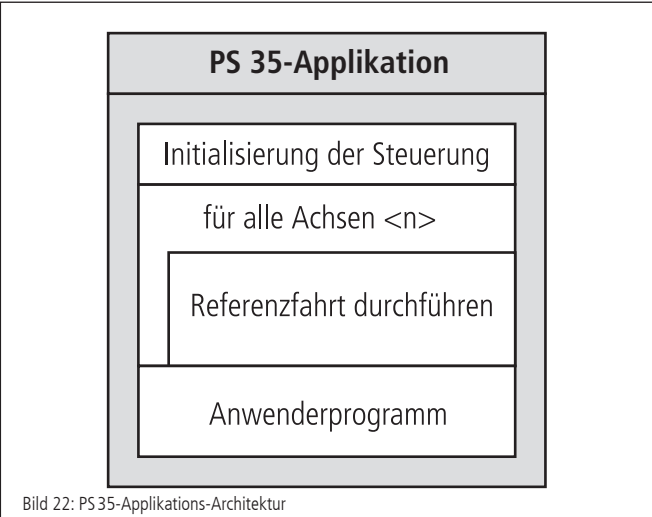 PS 35-Applikation
Initialisierung der Steuerung
für alle Achsen <n>
Referenzfahrt durchführen
Anwenderprogramm
Bild 22: PS 35-Applikations-Architektur